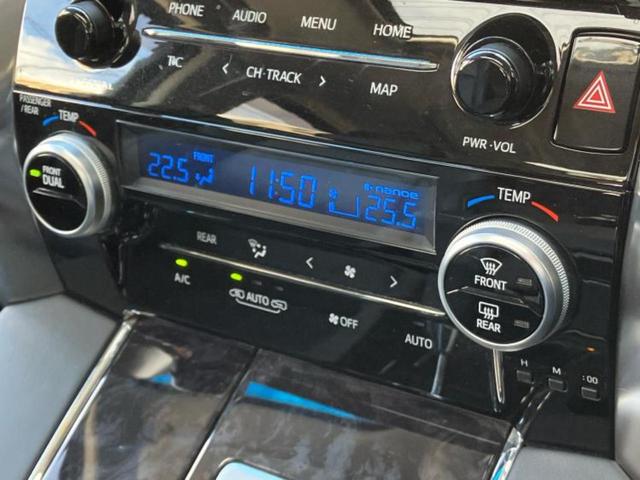 PHONE AUDIO MENU HOME
T/C < CH·TRACK > MAP
PWR·VOL
PASSENGER
/REAR
TEMP
FRONT
DUAL
FRONT
22.5 11:50 25.5
nanoe
TEMP
FRONT
REAR
REAR < >
A/C AUTO OFF AUTO
H M :00